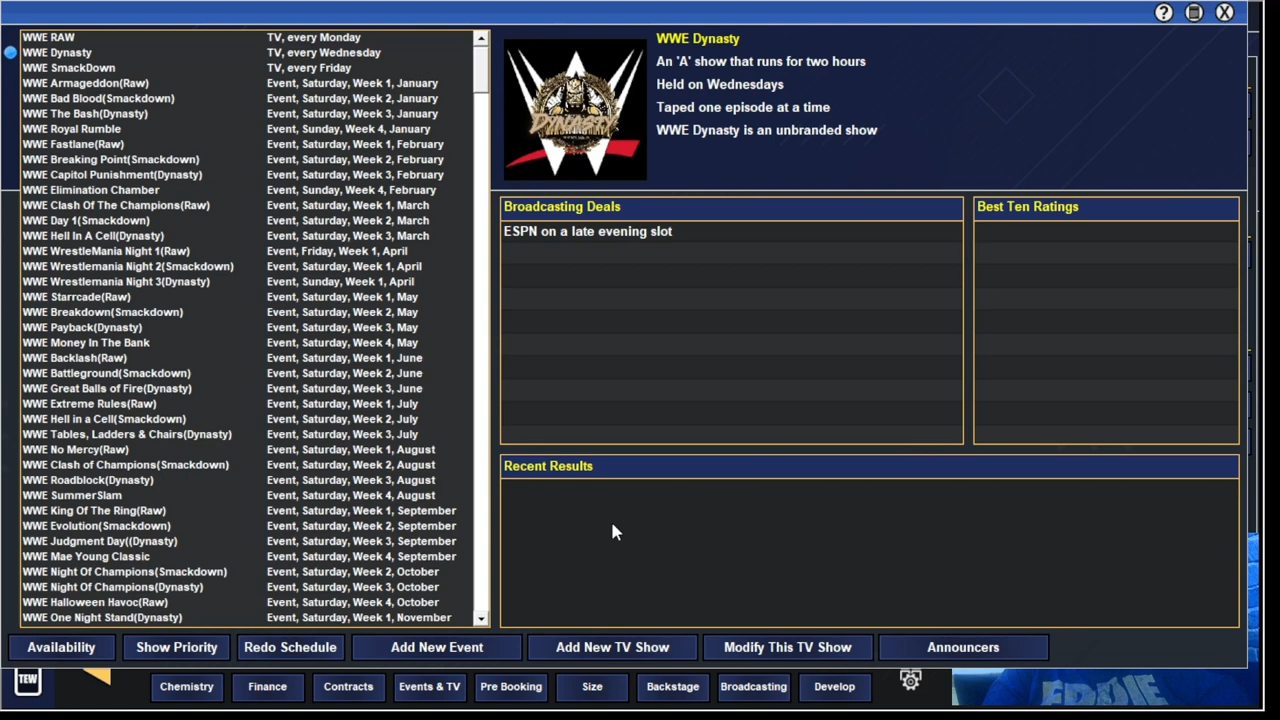 ? X
WWE RAW TV, every Monday
WWE Dynasty TV, every Wednesday
WWE SmackDown TV, every Friday
WWE Armageddon(Raw) Event, Saturday, Week 1, January
WWE Bad Blood(Smackdown) Event, Saturday, Week 2, January
WWE The Bash(Dynasty) Event, Saturday, Week 3, January
WWE Royal Rumble Event, Sunday, Week 4, January
WWE Fastlane(Raw) Event, Saturday, Week 1, February
WWE Breaking Point(Smackdown) Event, Saturday, Week 2, February
WWE Capitol Punishment(Dynasty) Event, Saturday, Week 3, February
WWE Elimination Chamber Event, Sunday, Week 4, February
WWE Clash Of The Champions(Raw) Event, Saturday, Week 1, March
WWE Day 1(Smackdown) Event, Saturday, Week 2, March
WWE Hell In A Cell(Dynasty) Event, Saturday, Week 3, March
WWE WrestleMania Night 1(Raw) Event, Friday, Week 1, April
WWE Wrestlemania Night 2(Smackdown) Event, Saturday, Week 1, April
WWE Wrestlemania Night 3(Dynasty) Event, Sunday, Week 1, April
WWE Starrcade(Raw) Event, Saturday, Week 1, May
WWE Breakdown(Smackdown) Event, Saturday, Week 2, May
WWE Payback(Dynasty) Event, Saturday, Week 3, May
WWE Money In The Bank Event, Saturday, Week 4, May
WWE Backlash(Raw) Event, Saturday, Week 1, June
WWE Battleground(Smackdown) Event, Saturday, Week 2, June
WWE Great Balls of Fire(Dynasty) Event, Saturday, Week 3, June
WWE Extreme Rules(Raw) Event, Saturday, Week 1, July
WWE Hell in a Cell(Smackdown) Event, Saturday, Week 2, July
WWE Tables, Ladders & Chairs(Dynasty) Event, Saturday, Week 3, July
WWE No Mercy(Raw) Event, Saturday, Week 1, August
WWE Clash of Champions(Smackdown) Event, Saturday, Week 2, August
WWE Roadblock(Dynasty) Event, Saturday, Week 3, August
WWE SummerSlam Event, Saturday, Week 4, August
WWE King Of The Ring(Raw) Event, Saturday, Week 1, September
WWE Evolution(Smackdown) Event, Saturday, Week 2, September
WWE Judgment Day((Dynasty) Event, Saturday, Week 3, September
WWE Mae Young Classic Event, Saturday, Week 4, September
WWE Night Of Champions(Smackdown) Event, Saturday, Week 2, October
WWE Night Of Champions(Dynasty) Event, Saturday, Week 3, October
WWE Halloween Havoc(Raw) Event, Saturday, Week 4, October
WWE One Night Stand(Dynasty) Event, Saturday, Week 1, November
DYNASTY
WWE Dynasty
An 'A' show that runs for two hours
Held on Wednesdays
Taped one episode at a time
WWE Dynasty is an unbranded show
Broadcasting Deals
ESPN on a late evening slot
Best Ten Ratings
Recent Results
Availability Show Priority Redo Schedule Add New Event Add New TV Show Modify This TV Show Announcers
TEW Chemistry Finance Contracts Events & TV Pre Booking Size Backstage Broadcasting Develop
EDDIE